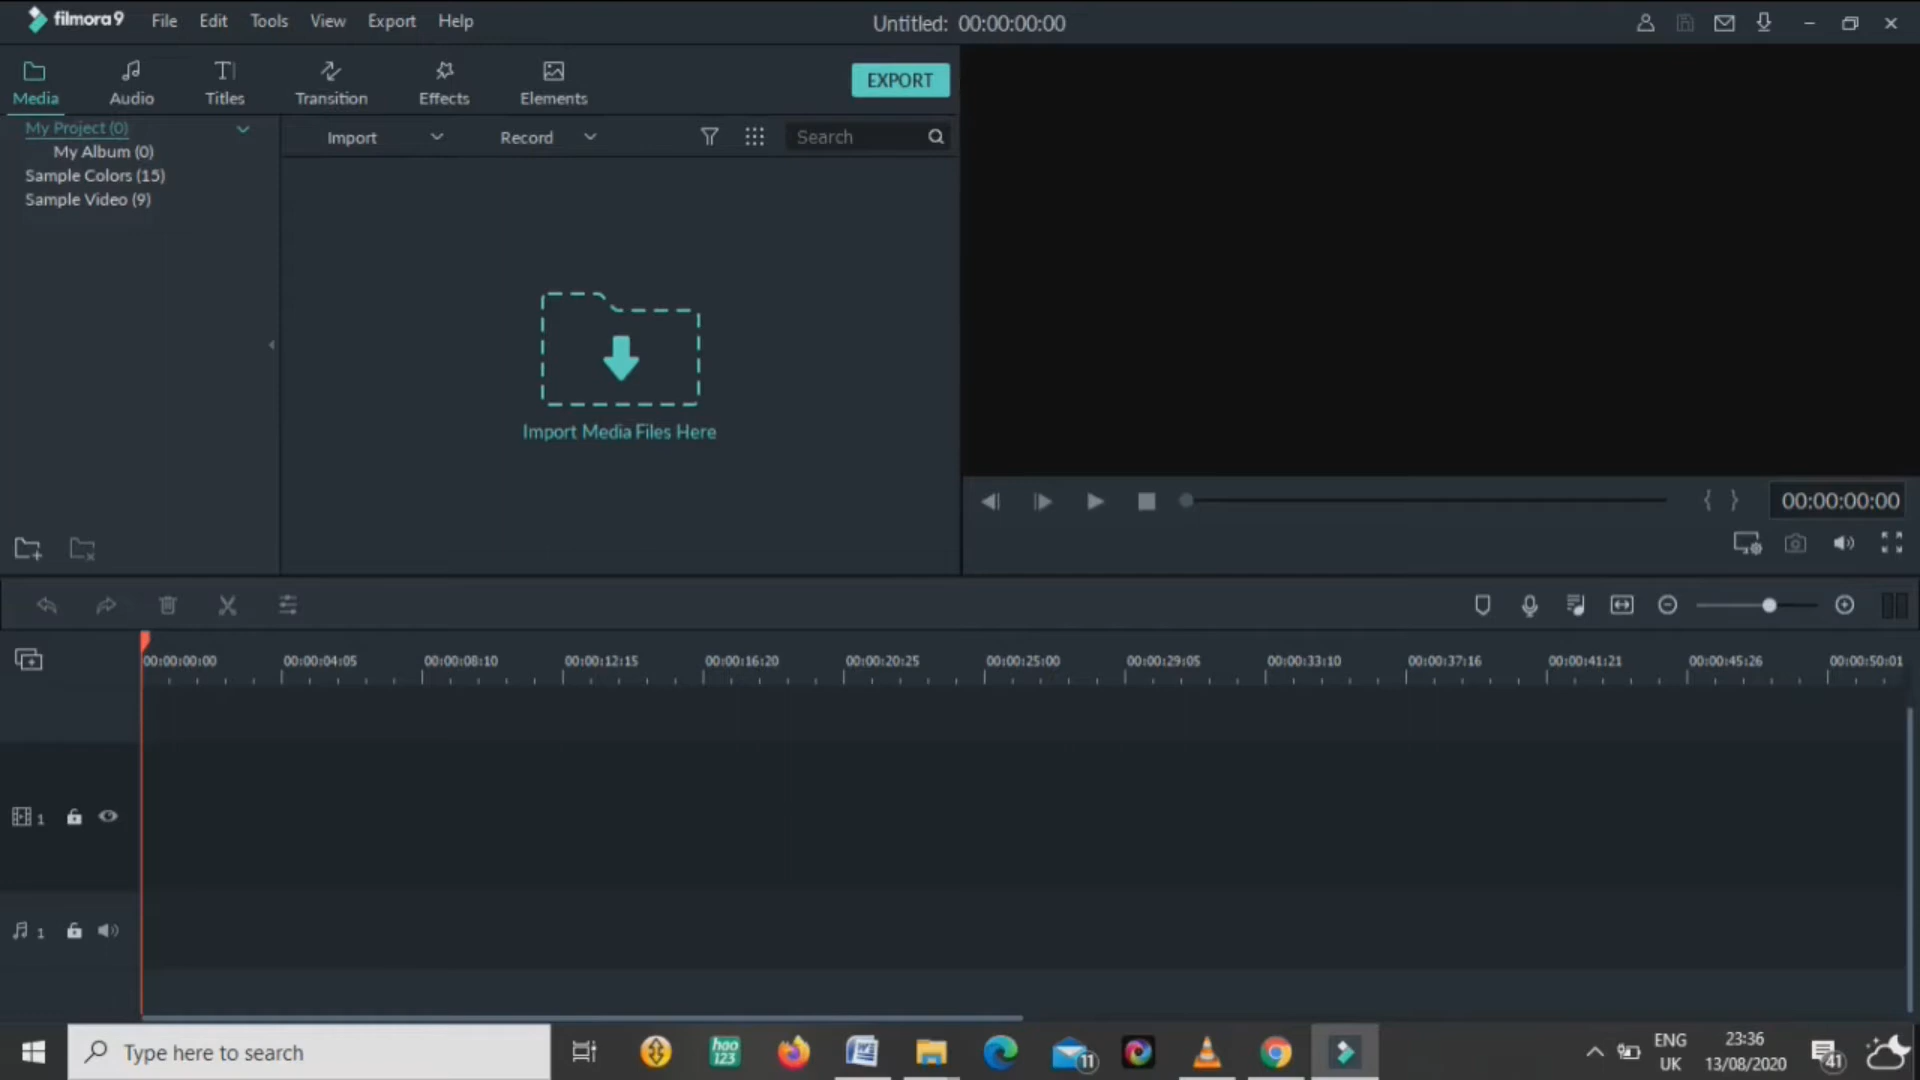 filmora9 File Edit Tools View Export Help Untitled: 00:00:00:00
Media Audio Titles Transition Effects Elements EXPORT
My Project (0)
My Album (0)
Sample Colors (15)
Sample Video (9)
Import Record Search
Import Media Files Here
{ } 00:00:00:00
00:00:00:00 00:00:04:05 00:00:08:10 00:00:12:15 00:00:16:20 00:00:20:25 00:00:25:00 00:00:29:05 00:00:33:10 00:00:37:16 00:00:41:21 00:00:45:26 00:00:50:01
1
1
Type here to search
hao
123
11
ENG
UK
23:36
13/08/2020
41